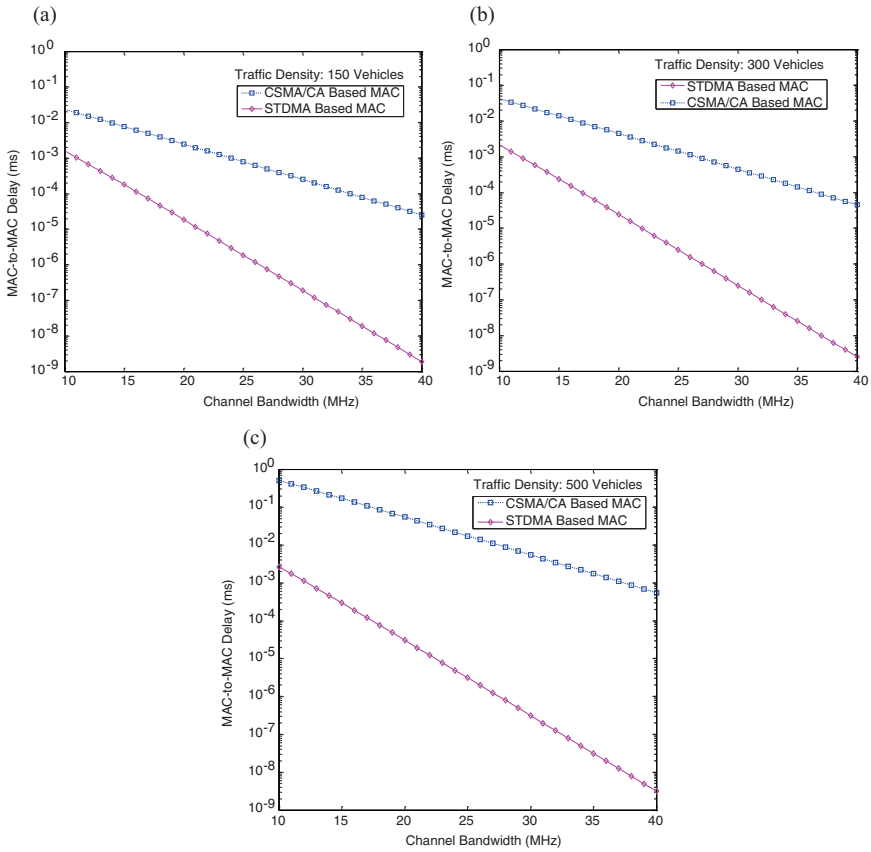 (a)
10^0
10^-1
10^-2
10^-3
10^-4
10^-5
10^-6
10^-7
10^-8
10^-9
MAC-to-MAC Delay (ms)
Traffic Density: 150 Vehicles
CSMA/CA Based MAC
STDMA Based MAC
10 15 20 25 30 35 40
Channel Bandwidth (MHz)
(b)
10^0
10^-1
10^-2
10^-3
10^-4
10^-5
10^-6
10^-7
10^-8
10^-9
MAC-to-MAC Delay (ms)
Traffic Density: 300 Vehicles
STDMA Based MAC
CSMA/CA Based MAC
10 15 20 25 30 35 40
Channel Bandwidth (MHz)
(c)
10^0
10^-1
10^-2
10^-3
10^-4
10^-5
10^-6
10^-7
10^-8
10^-9
MAC-to-MAC Delay (ms)
Traffic Density: 500 Vehicles
CSMA/CA Based MAC
STDMA Based MAC
10 15 20 25 30 35 40
Channel Bandwidth (MHz)